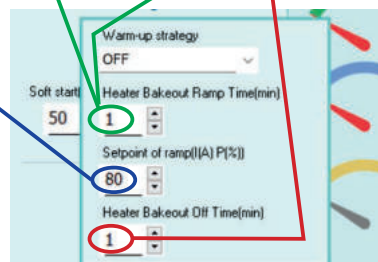 Warm-up strategy
OFF
Soft start(
50
Heater Bakeout Ramp Time(min)
1
Setpoint of ramp(I(A) P(%))
80
Heater Bakeout Off Time(min)
1